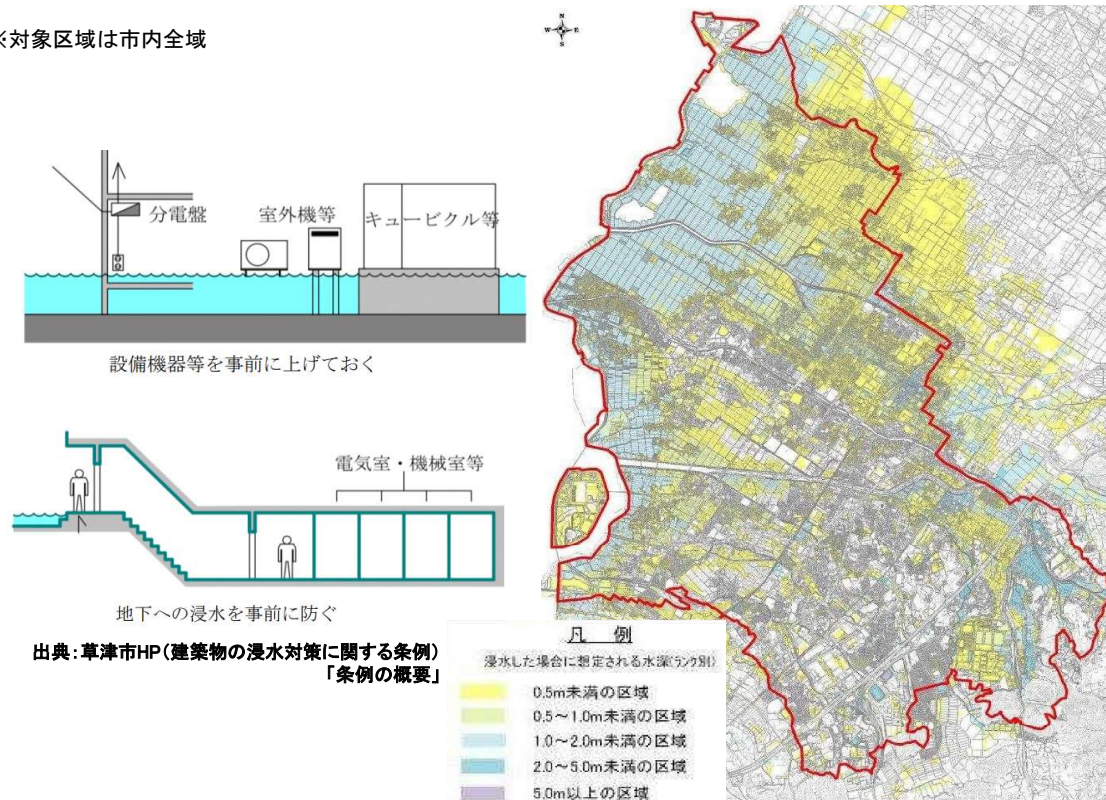 ※対象区域は市内全域
N
W E
S
分電盤
室外機等
キュービクル等
設備機器等を事前に上げておく
電気室・機械室等
地下への浸水を事前に防ぐ
出典:草津市HP(建築物の浸水対策に関する条例)
「条例の概要」
凡 例
浸水した場合に想定される水深(ランク別)
0.5m未満の区域
0.5~1.0m未満の区域
1.0~2.0m未満の区域
2.0~5.0m未満の区域
5.0m以上の区域